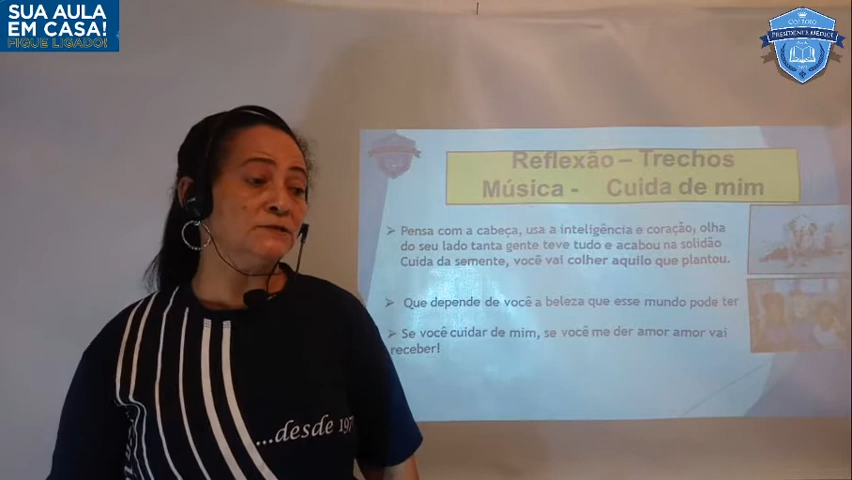 SUA AULA
EM CASA!
FIQUE LIGADO!
COLÉGIO
PRESIDENTE MÉDICI
Reflexão – Trechos
Música - Cuida de mim
➢ Pensa com a cabeça, usa a inteligência e coração, olha
do seu lado tanta gente teve tudo e acabou na solidão
Cuida da semente, você vai colher aquilo que plantou.
➢ Que depende de você a beleza que esse mundo pode ter
➢ Se você cuidar de mim, se você me der amor amor vai
receber!
...desde 197